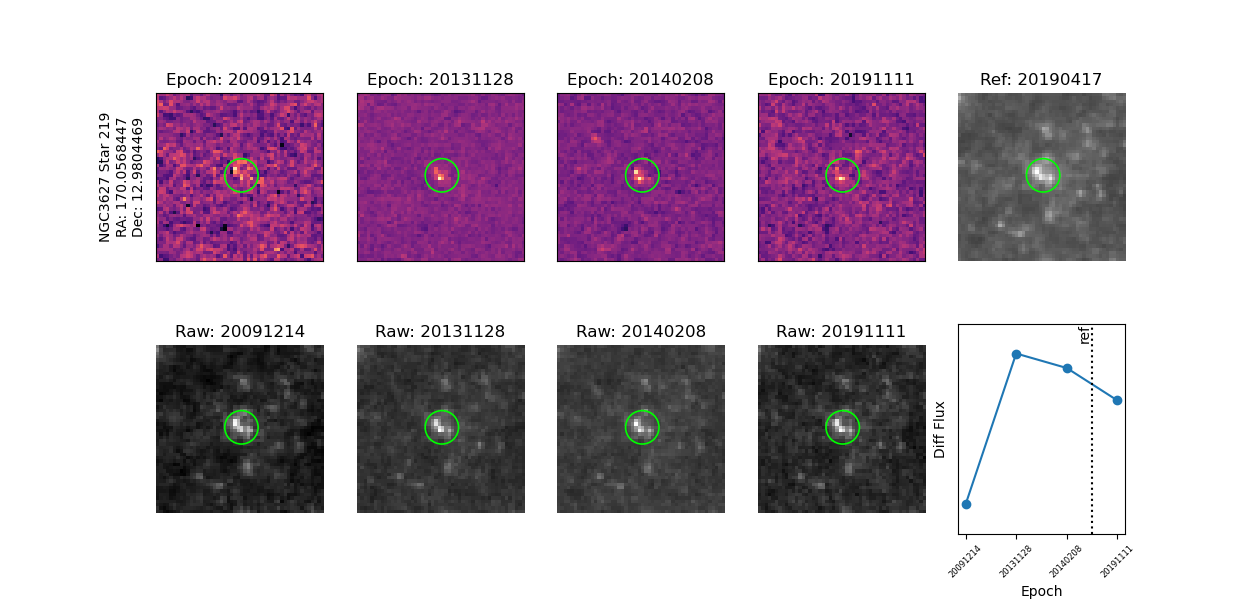 Epoch: 20091214
Epoch: 20131128
Epoch: 20140208
Epoch: 20191111
Ref: 20190417
NGC3627 Star 219
RA: 170.0568447
Dec: 12.9804469
Raw: 20091214
Raw: 20131128
Raw: 20140208
Raw: 20191111
ref
Diff Flux
20091214
20131128
20140208
20191111
Epoch